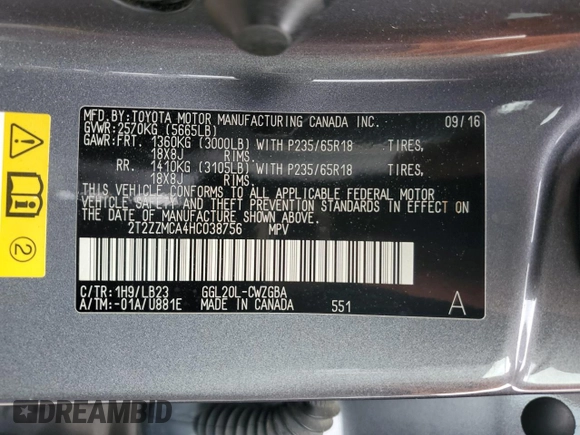 MFD.BY:TOYOTA MOTOR MANUFACTURING CANADA INC. 09/16
GVWR:2570KG (5665LB)
GAWR:FRT. 1360KG (3000LB) WITH P235/65R18 TIRES,
18X8J RIMS.
RR. 1410KG (3105LB) WITH P235/65R18 TIRES,
18X8J RIMS.
THIS VEHICLE CONFORMS TO ALL APPLICABLE FEDERAL MOTOR
VEHICLE SAFETY AND THEFT PREVENTION STANDARDS IN EFFECT ON
THE DATE OF MANUFACTURE SHOWN ABOVE.
2T2ZZMCA4HC038756 MPV
C/TR:1H9/LB23 GGL20L-CWZGBA
A/TM:-01A/U881E MADE IN CANADA 551 A
2
DREAMBID